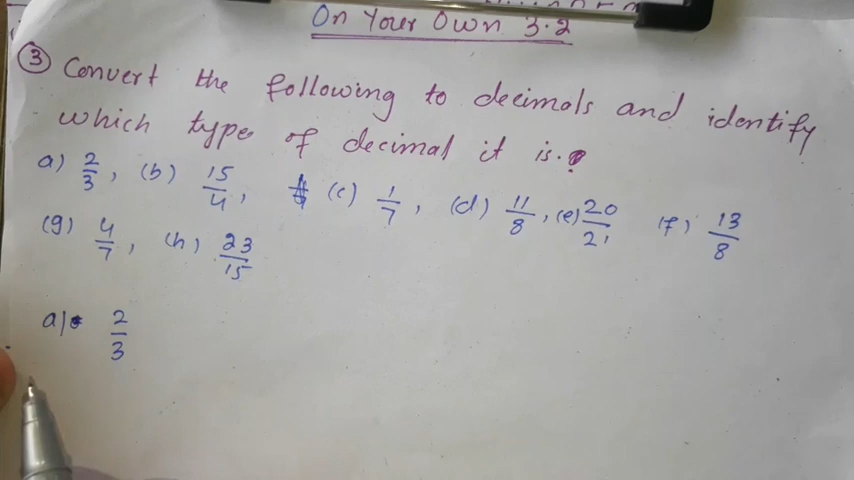 On Your Own 3.2
③ Convert the following to decimals and identify
which type of decimal it is.?
a) 2/3, (b) 15/4, (c) 1/7, (d) 11/8, (e) 20/21 (f) 13/8
(g) 4/7, (h) 23/15
a) 2/3